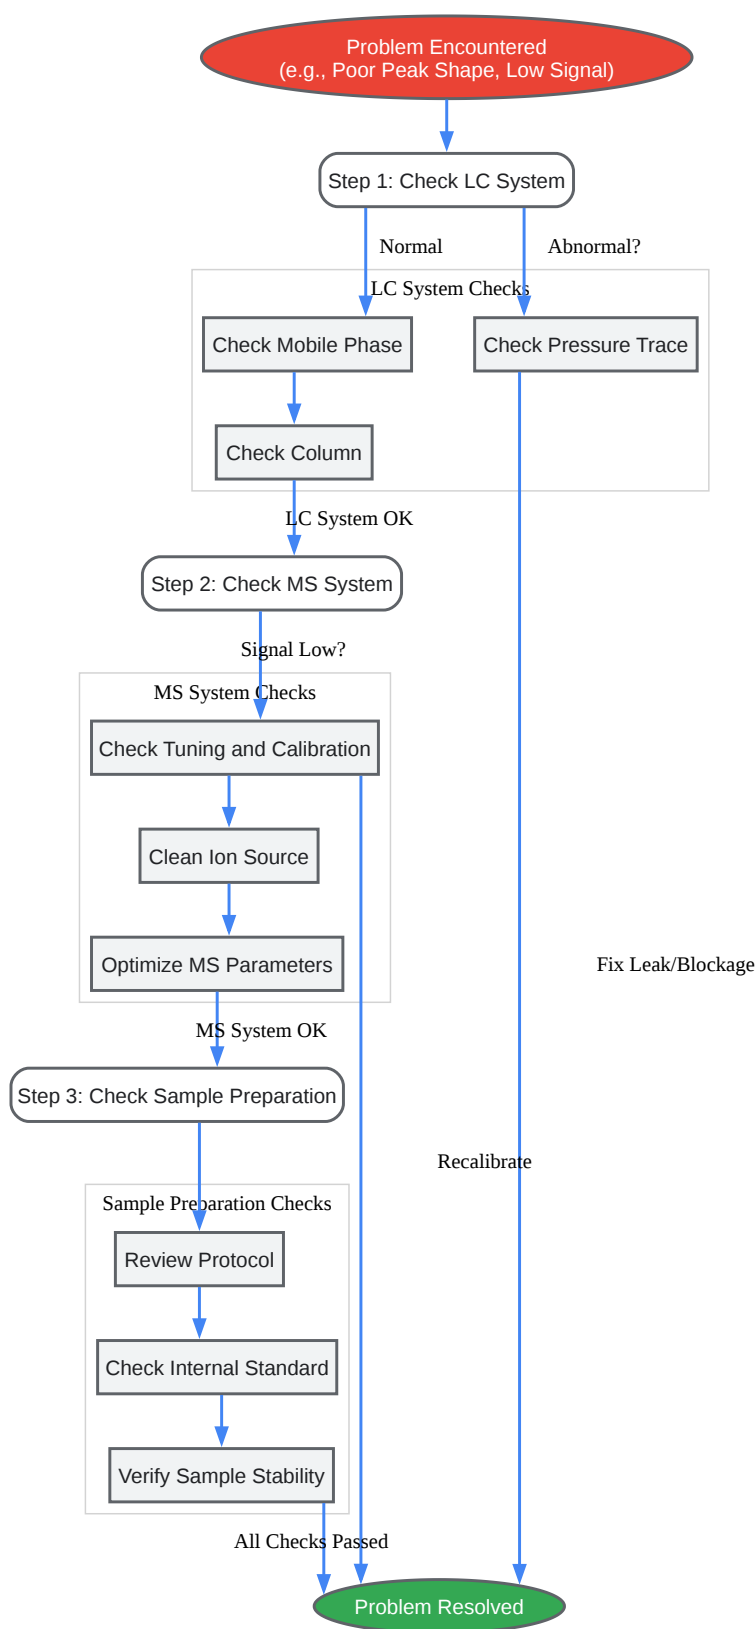 Problem Encountered
(e.g., Poor Peak Shape, Low Signal)
Step 1: Check LC System
Normal
Abnormal?
LC System Checks
Check Mobile Phase
Check Pressure Trace
Check Column
LC System OK
Step 2: Check MS System
Signal Low?
MS System Checks
Check Tuning and Calibration
Clean Ion Source
Optimize MS Parameters
Fix Leak/Blockage
MS System OK
Step 3: Check Sample Preparation
Recalibrate
Sample Preparation Checks
Review Protocol
Check Internal Standard
Verify Sample Stability
All Checks Passed
Problem Resolved